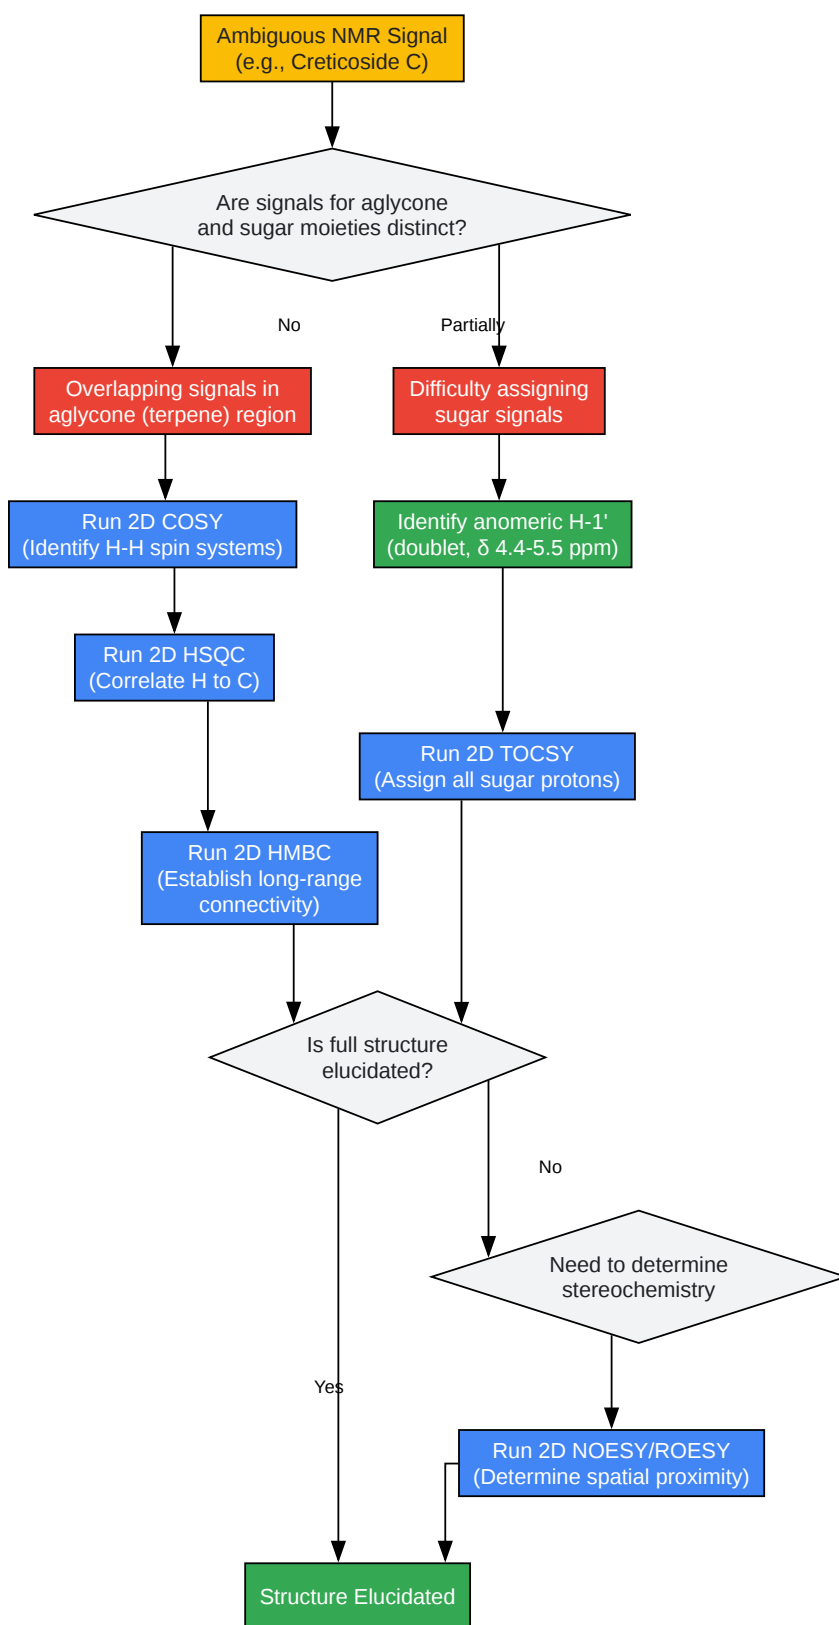 Ambiguous NMR Signal
(e.g., Creticoside C)
Are signals for aglycone
and sugar moieties distinct?
No
Partially
Overlapping signals in
aglycone (terpene) region
Difficulty assigning
sugar signals
Run 2D COSY
(Identify H-H spin systems)
Identify anomeric H-1'
(doublet, δ 4.4-5.5 ppm)
Run 2D HSQC
(Correlate H to C)
Run 2D TOCSY
(Assign all sugar protons)
Run 2D HMBC
(Establish long-range
connectivity)
Is full structure
elucidated?
No
Need to determine
stereochemistry
Yes
Run 2D NOESY/ROESY
(Determine spatial proximity)
Structure Elucidated